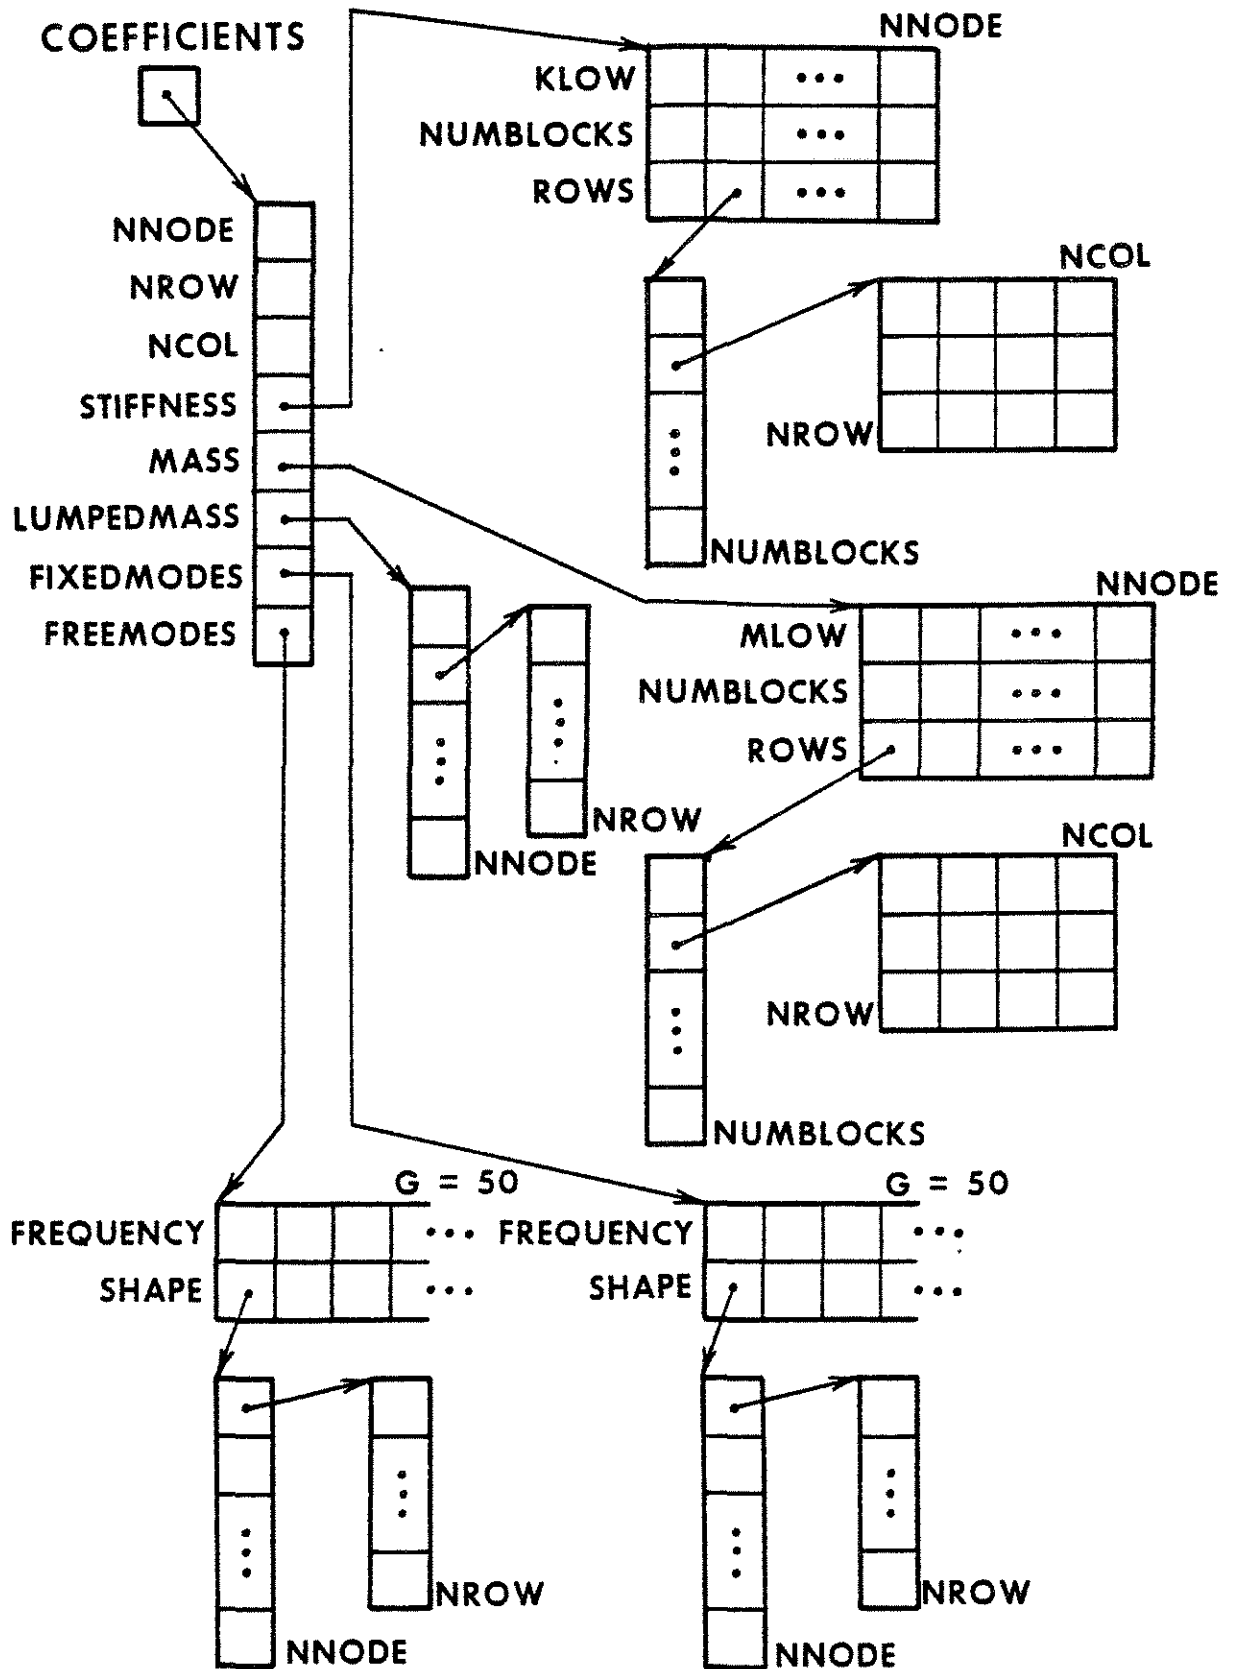 COEFFICIENTS
NNODE
NROW
NCOL
STIFFNESS
MASS
LUMPEDMASS
FIXEDMODES
FREEMODES
NNODE
KLOW
NUMBLOCKS
ROWS
NCOL
NROW
NUMBLOCKS
NNODE
MLOW
NUMBLOCKS
ROWS
NROW
NNODE
NCOL
NROW
NUMBLOCKS
G = 50
FREQUENCY
SHAPE
NROW
NNODE
G = 50
FREQUENCY
SHAPE
NROW
NNODE